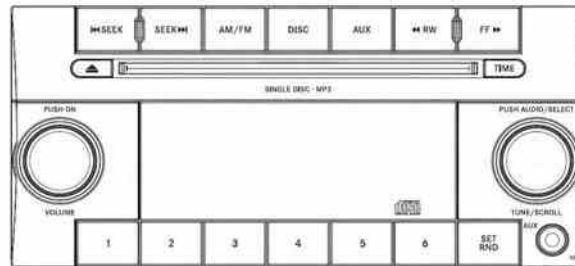 SEEK
SEEK
AM/FM
DISC
AUX
RW
FF
TIME
SINGLE DISC - MP3
PUSH-ON
PUSH AUDIO/SELECT
VOLUME
TUNE/SCROLL
1
2
3
4
5
6
SET
RND
AUX